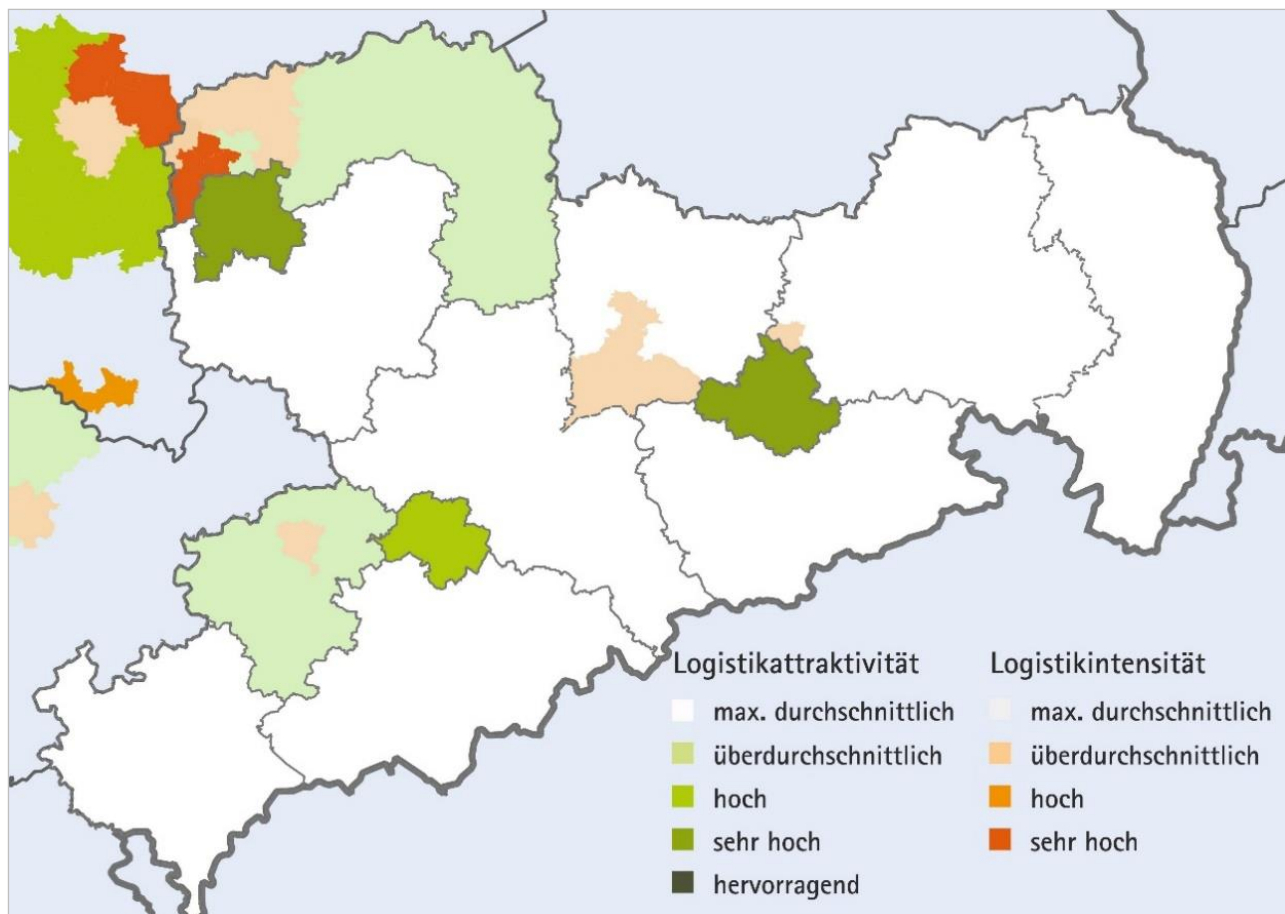 Logistikattraktivität
max. durchschnittlich
überdurchschnittlich
hoch
sehr hoch
hervorragend
Logistikintensität
max. durchschnittlich
überdurchschnittlich
hoch
sehr hoch